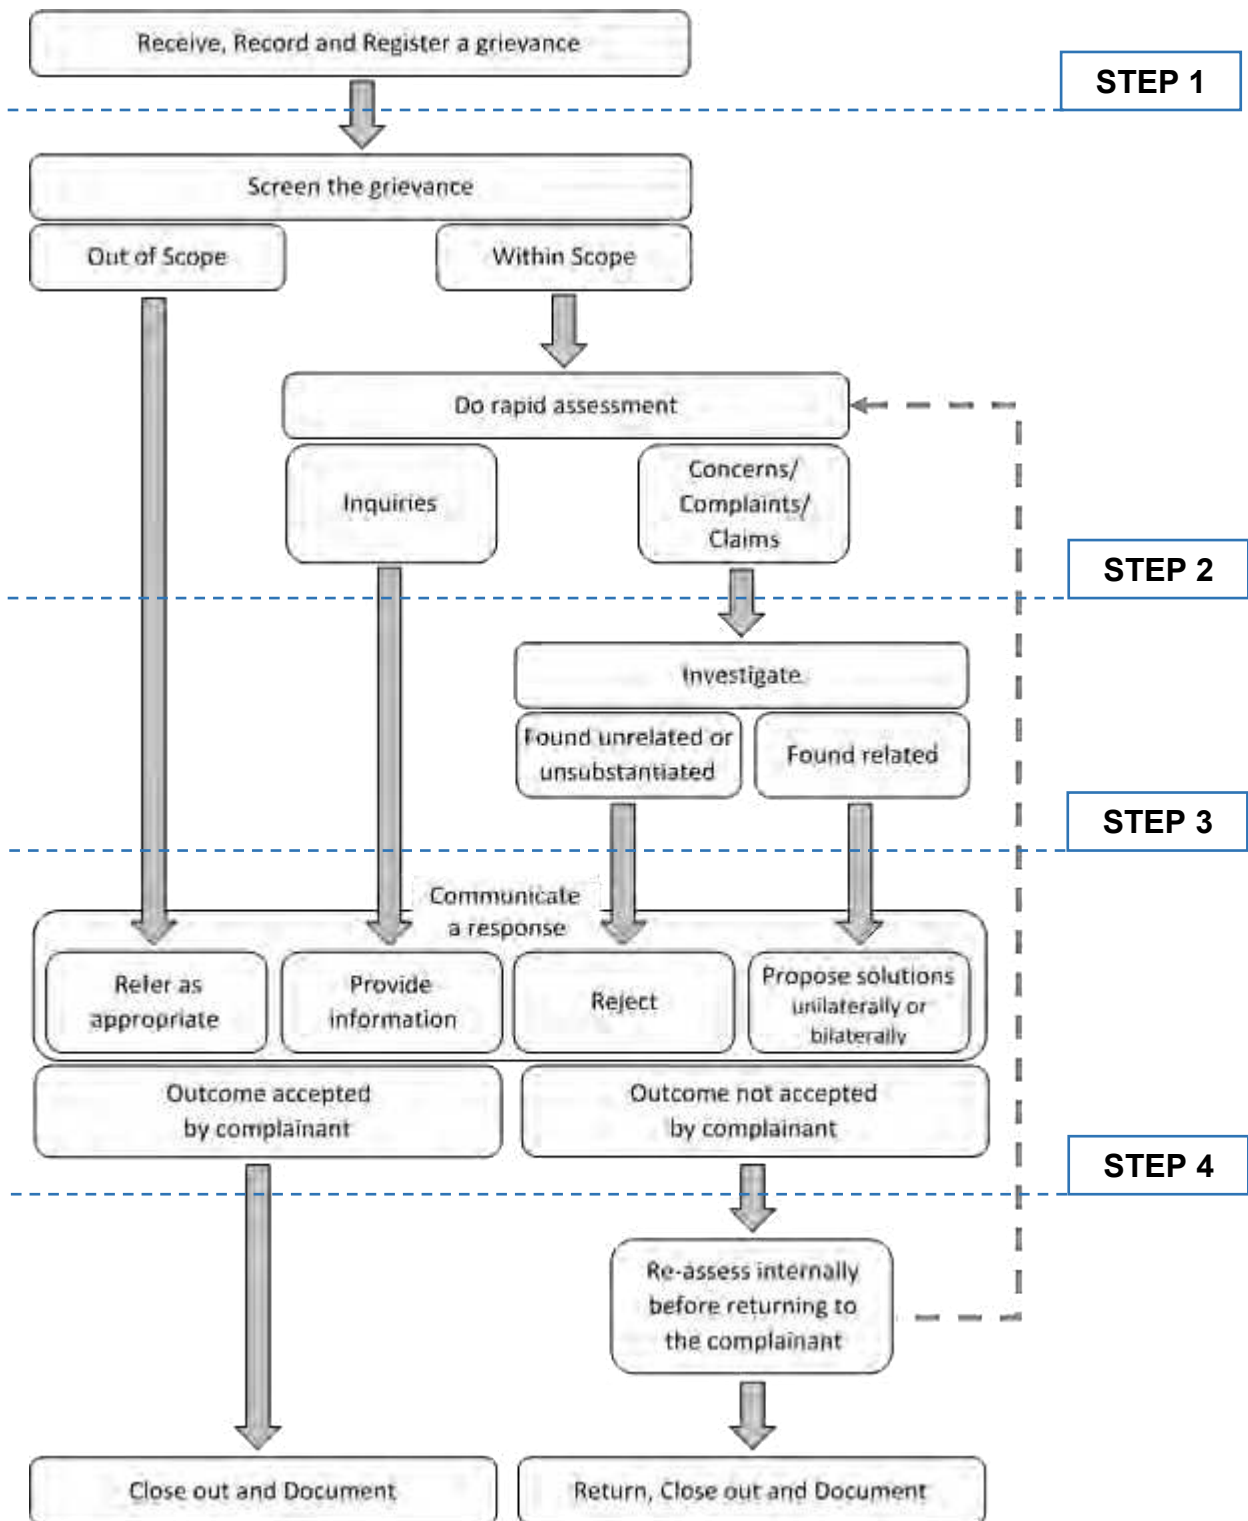 Receive, Record and Register a grievance
STEP 1
Screen the grievance
Out of Scope
Within Scope
Do rapid assessment
Inquiries
Concerns/
Complaints/
Claims
STEP 2
Investigate
Found unrelated or
unsubstantiated
Found related
STEP 3
Communicate
a response
Refer as
appropriate
Provide
information
Reject
Propose solutions
unilaterally or
bilaterally
Outcome accepted
by complainant
Outcome not accepted
by complainant
STEP 4
Re-assess internally
before returning to
the complainant
Close out and Document
Return, Close out and Document